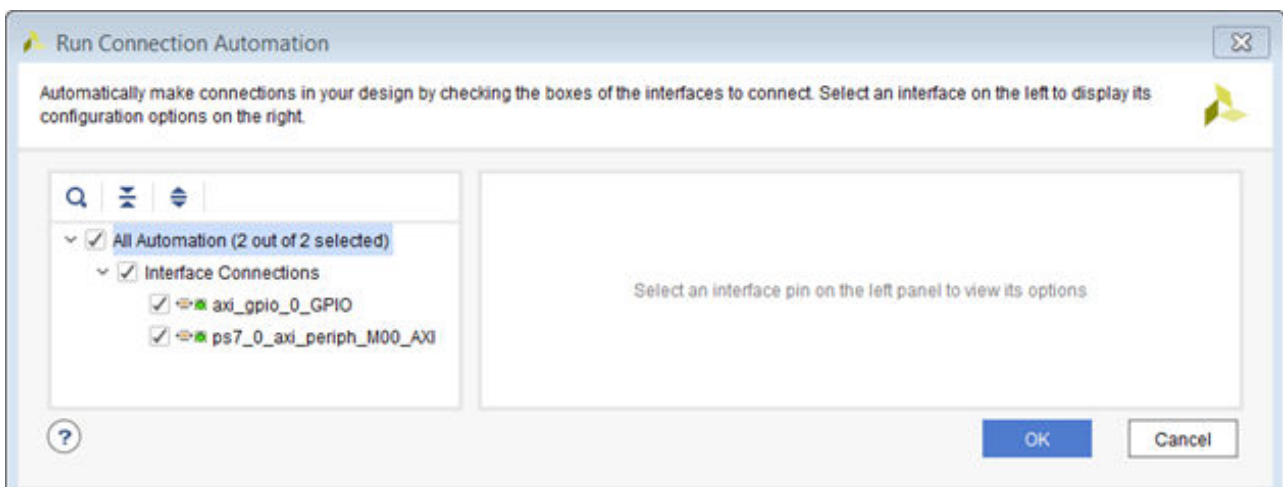 Run Connection Automation
Automatically make connections in your design by checking the boxes of the interfaces to connect. Select an interface on the left to display its
configuration options on the right.
All Automation (2 out of 2 selected)
Interface Connections
axi_gpio_0_GPIO
ps7_0_axi_periph_M00_AXI
Select an interface pin on the left panel to view its options
?
OK
Cancel